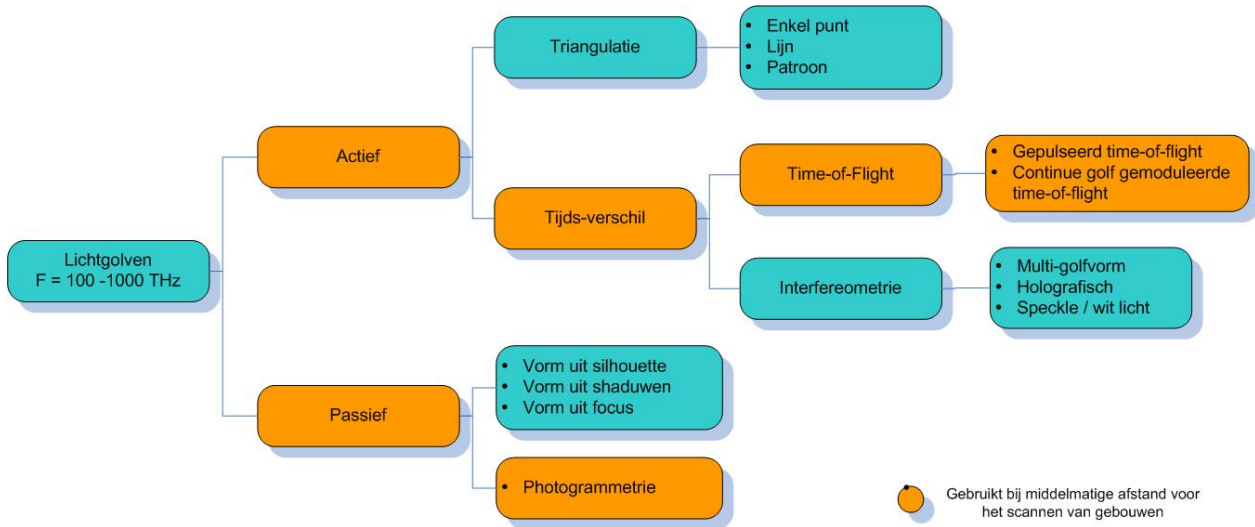 Lichtgolven
F = 100 -1000 THz
Actief
Passief
Triangulatie
• Enkel punt
• Lijn
• Patroon
Tijds-verschil
Time-of-Flight
• Gepulseerd time-of-flight
• Continue golf gemoduleerde
time-of-flight
Interfereometrie
• Multi-golfvorm
• Holografisch
• Speckle / wit licht
• Vorm uit silhouette
• Vorm uit shaduwen
• Vorm uit focus
• Photogrammetrie
Gebruikt bij middelmatige afstand voor
het scannen van gebouwen